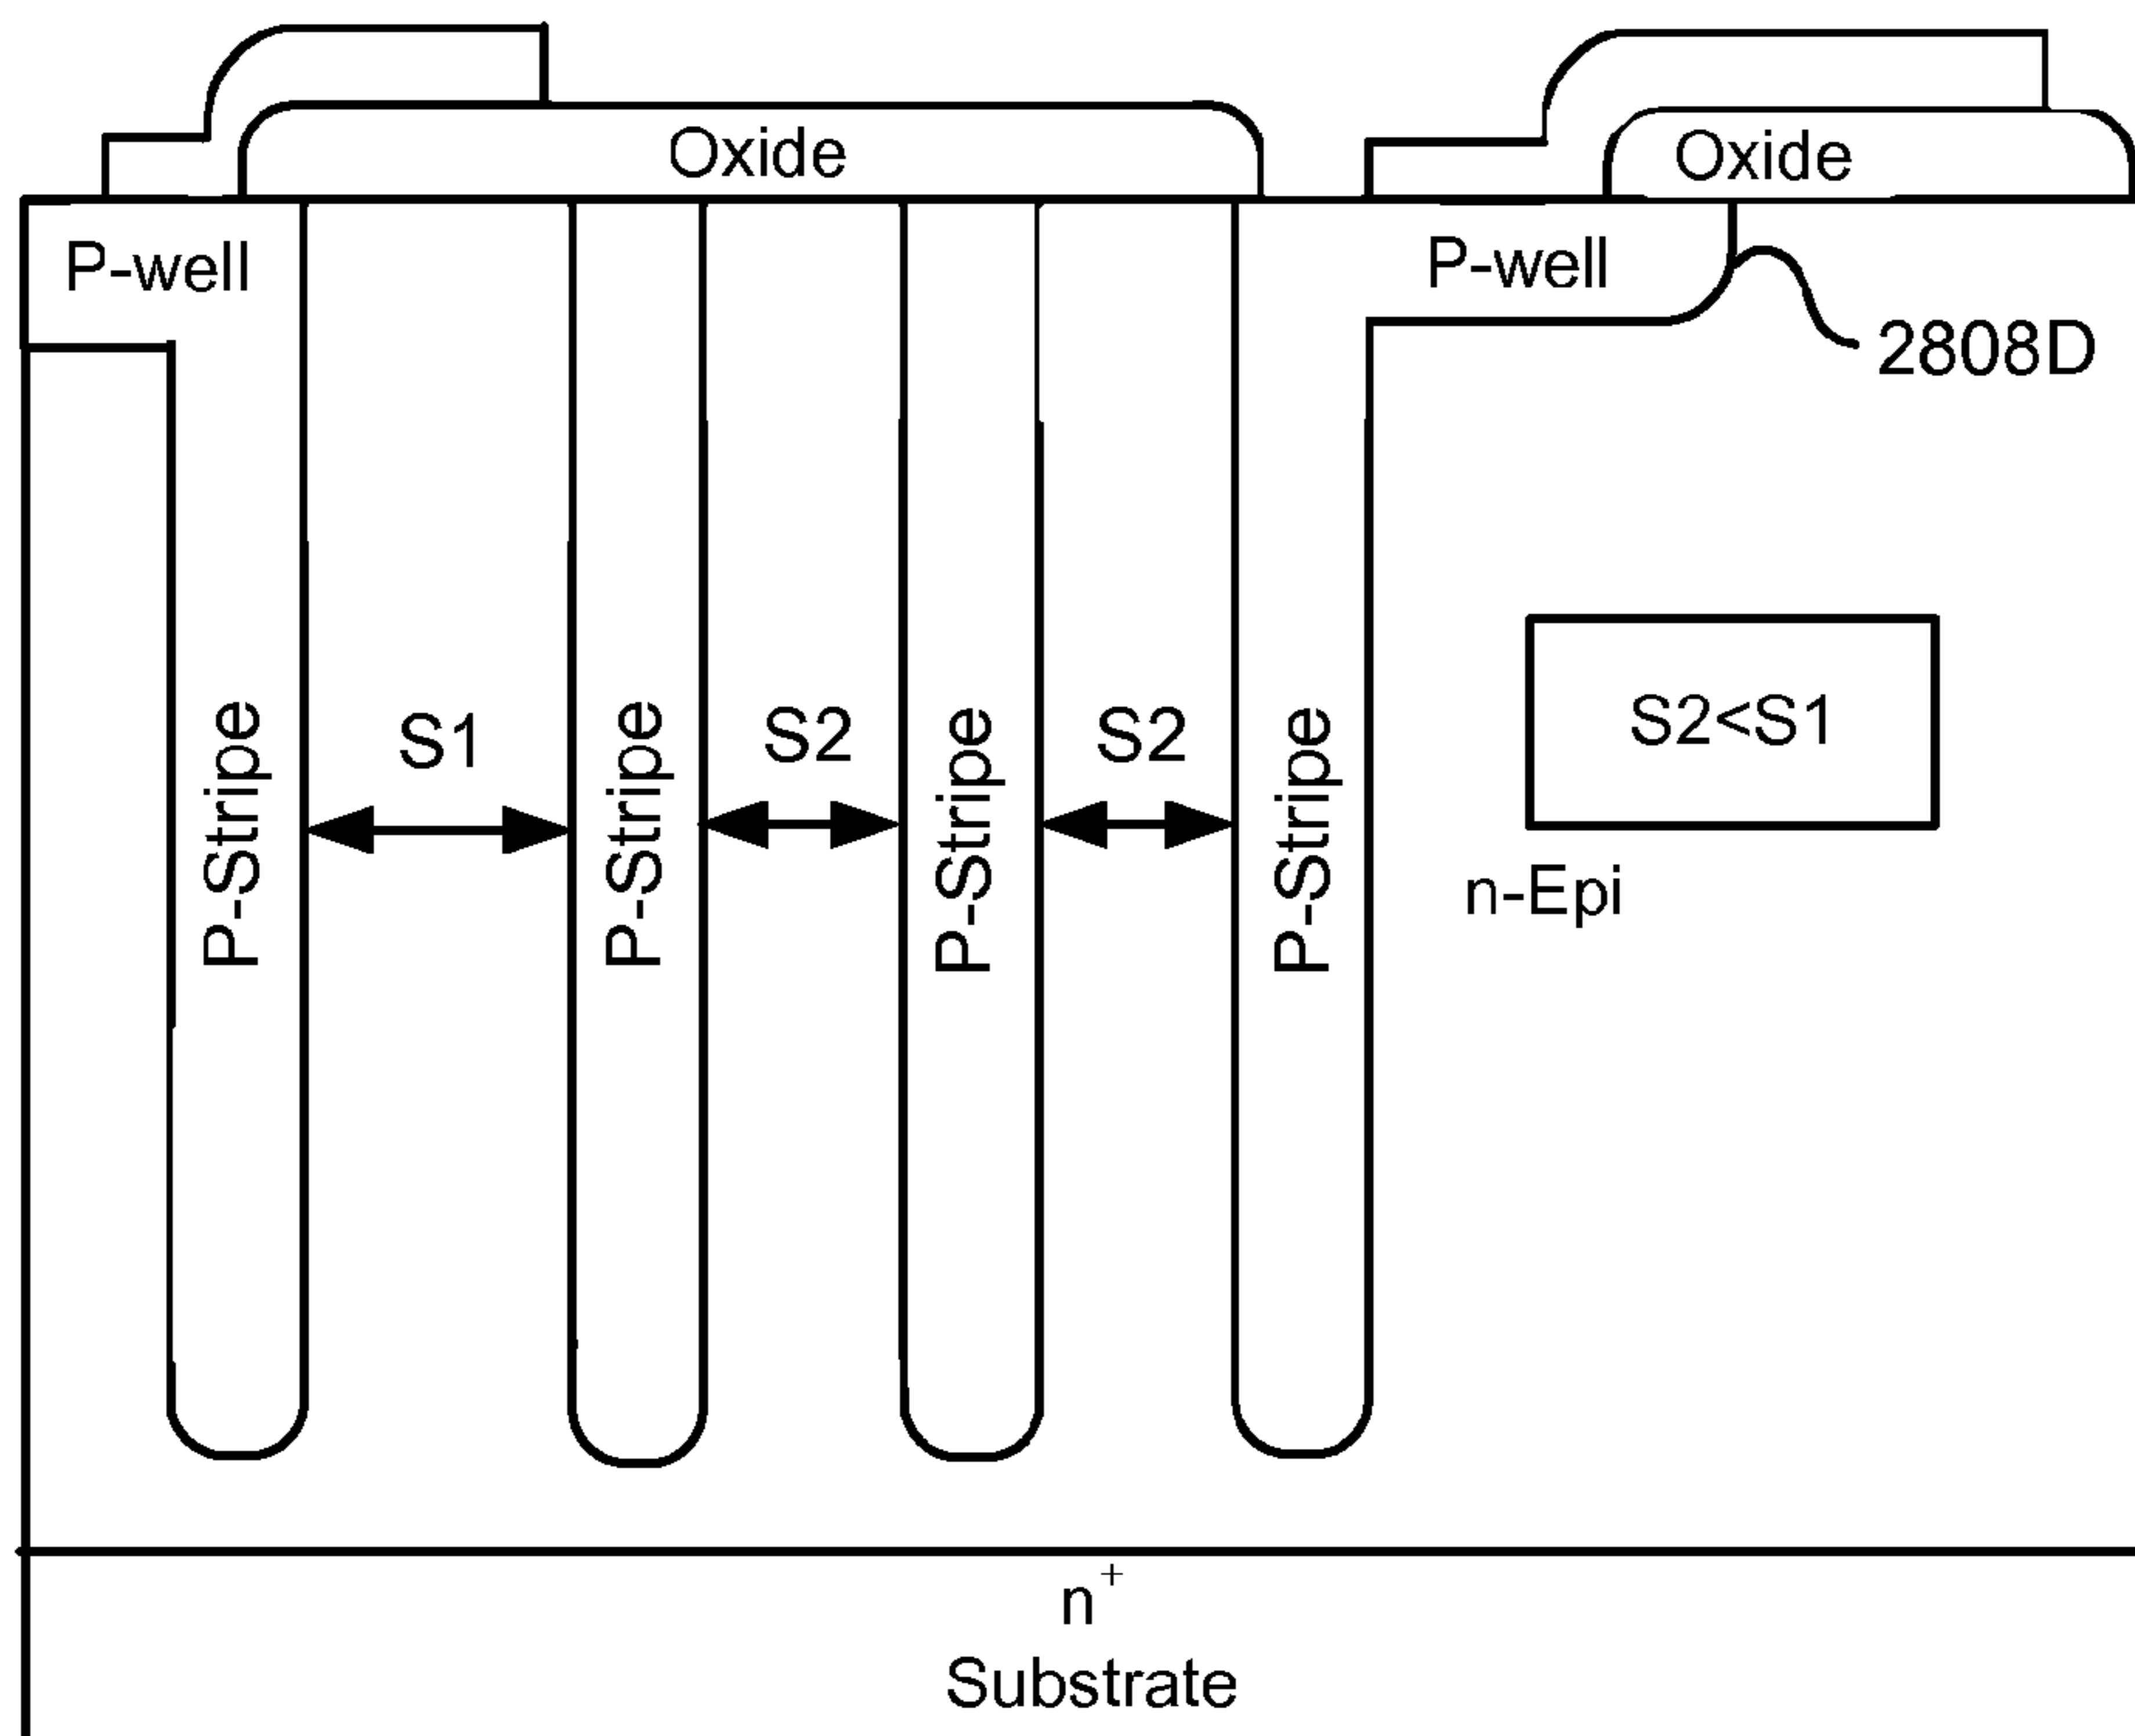 Oxide
Oxide
P-well
P-well
2808D
P-Stripe
S1
P-Stripe
S2
P-Stripe
S2
P-Stripe
S2<S1
n-Epi
n⁺
Substrate